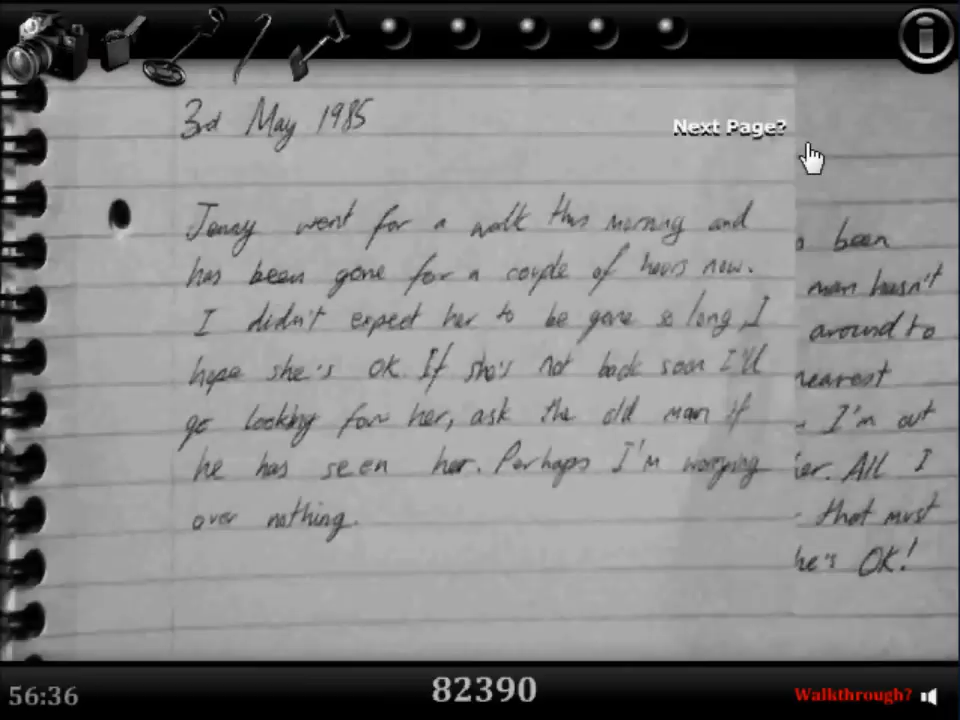 3rd May 1985
Next Page?
Jenny went for a walk this morning and
has been gone for a couple of hours now.
I didn't expect her to be gone so long, I
hope she's OK. If she's not back soon I'll
go looking for her, ask the old man if
he has seen her. Perhaps I'm worrying
over nothing.
been
man hasn't
around to
nearest
I'm out
All I
that must
he's OK!
56:36
82390
Walkthrough?